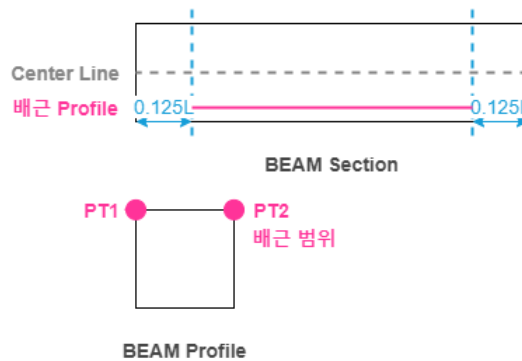 Center Line
배근 Profile
0.125L
0.125L
BEAM Section
PT1
PT2
배근 범위
BEAM Profile